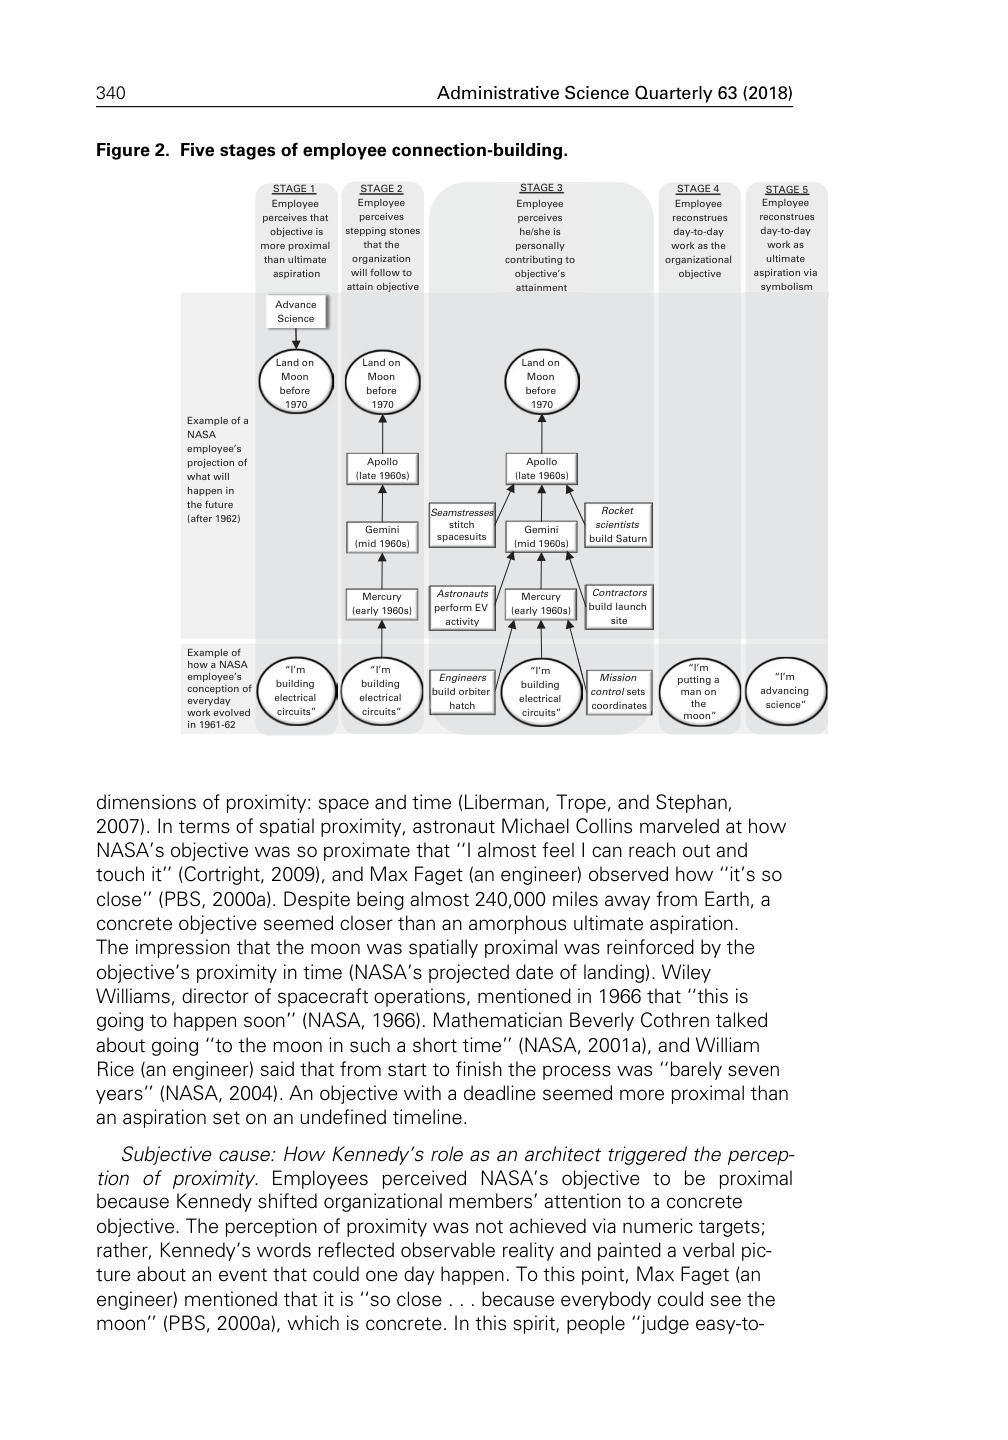 340
Administrative Science Quarterly 63 (2018)
Figure 2. Five stages of employee connection-building.
STAGE 1
Employee
perceives that
objective is
more proximal
than ultimate
aspiration
STAGE 2
Employee
perceives
stepping stones
that the
organization
will follow to
attain objective
STAGE 3
Employee
perceives
he/she is
personally
contributing to
objective's
attainment
STAGE 4
Employee
reconstrues
day-to-day
work as the
organizational
objective
STAGE 5
Employee
reconstrues
day-to-day
work as
ultimate
aspiration via
symbolism
Example of a
NASA
employee's
projection of
what will
happen in
the future
(after 1962)
Advance
Science
Land on
Moon
before
1970
Land on
Moon
before
1970
Apollo
(late 1960s)
Gemini
(mid 1960s)
Mercury
(early 1960s)
Land on
Moon
before
1970
Apollo
(late 1960s)
Seamstresses
stitch
spacesuits
Rocket
scientists
build Saturn
Gemini
(mid 1960s)
Astronauts
perform EV
activity
Mercury
(early 1960s)
Contractors
build launch
site
Example of
how a NASA
employee's
conception of
everyday
work evolved
in 1961-62
"I'm
building
electrical
circuits"
"I'm
building
electrical
circuits"
Engineers
build orbiter
hatch
"I'm
building
electrical
circuits"
Mission
control sets
coordinates
"I'm
putting a
man on
the
moon"
"I'm
advancing
science"
dimensions of proximity: space and time (Liberman, Trope, and Stephan,
2007). In terms of spatial proximity, astronaut Michael Collins marveled at how
NASA's objective was so proximate that ''I almost feel I can reach out and
touch it'' (Cortright, 2009), and Max Faget (an engineer) observed how ''it's so
close'' (PBS, 2000a). Despite being almost 240,000 miles away from Earth, a
concrete objective seemed closer than an amorphous ultimate aspiration.
The impression that the moon was spatially proximal was reinforced by the
objective's proximity in time (NASA's projected date of landing). Wiley
Williams, director of spacecraft operations, mentioned in 1966 that ''this is
going to happen soon'' (NASA, 1966). Mathematician Beverly Cothren talked
about going ''to the moon in such a short time'' (NASA, 2001a), and William
Rice (an engineer) said that from start to finish the process was ''barely seven
years'' (NASA, 2004). An objective with a deadline seemed more proximal than
an aspiration set on an undefined timeline.
Subjective cause: How Kennedy's role as an architect triggered the percep-
tion of proximity. Employees perceived NASA's objective to be proximal
because Kennedy shifted organizational members' attention to a concrete
objective. The perception of proximity was not achieved via numeric targets;
rather, Kennedy's words reflected observable reality and painted a verbal pic-
ture about an event that could one day happen. To this point, Max Faget (an
engineer) mentioned that it is ''so close . . . because everybody could see the
moon'' (PBS, 2000a), which is concrete. In this spirit, people ''judge easy-to-